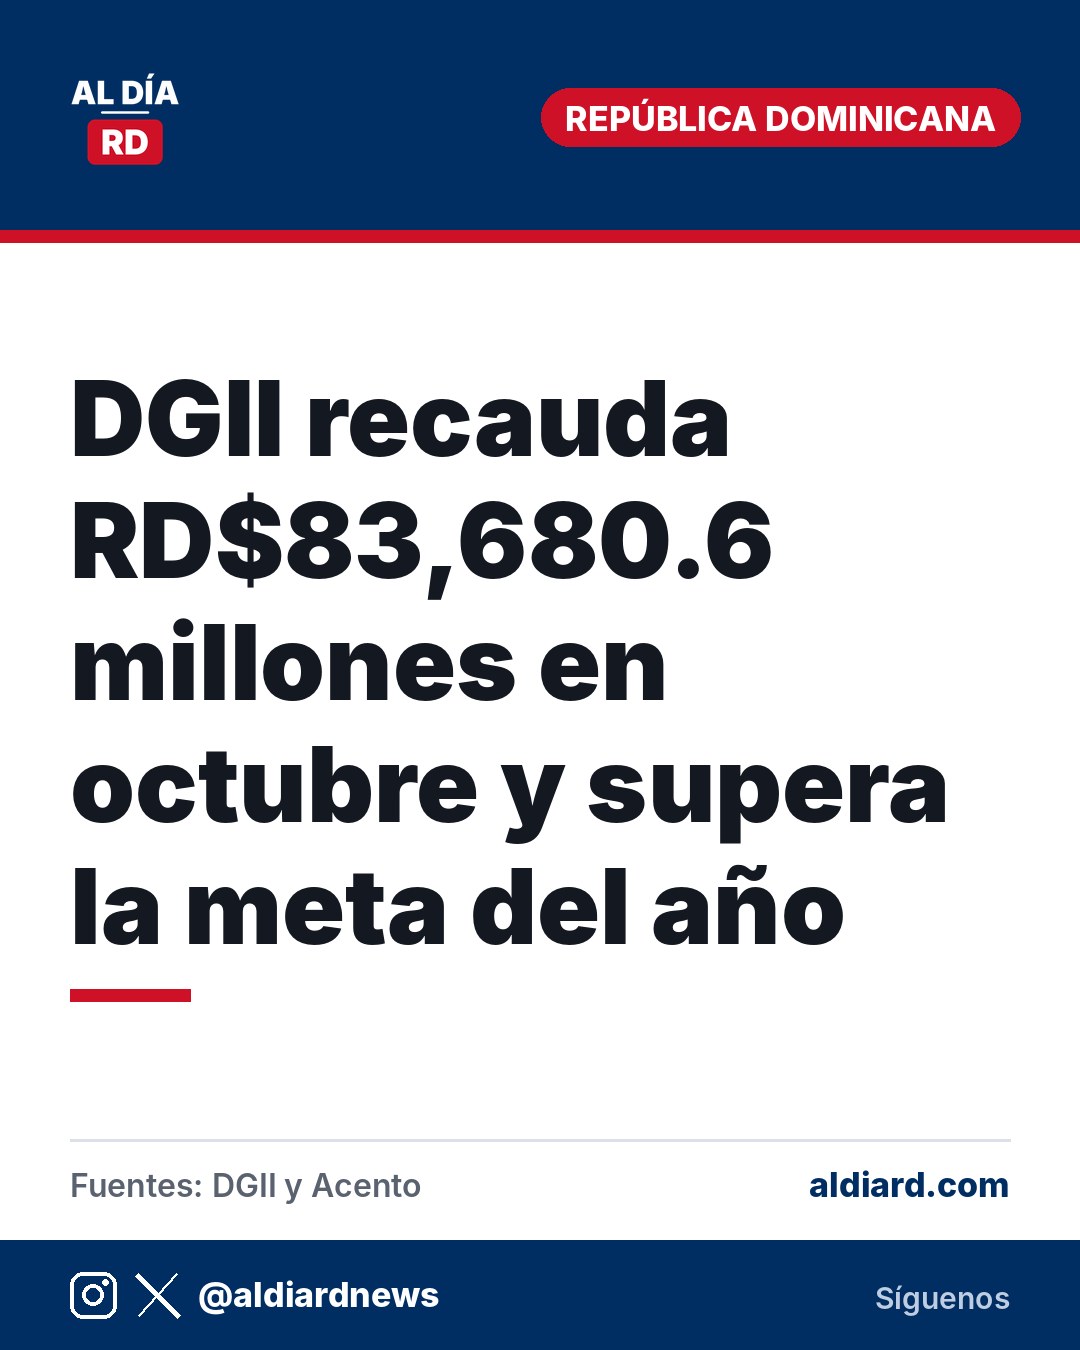 AL DÍA
RD
REPÚBLICA DOMINICANA
DGII recauda
RD$83,680.6
millones en
octubre y supera
la meta del año
Fuentes: DGII y Acento
aldiard.com
@aldiardnews
Síguenos